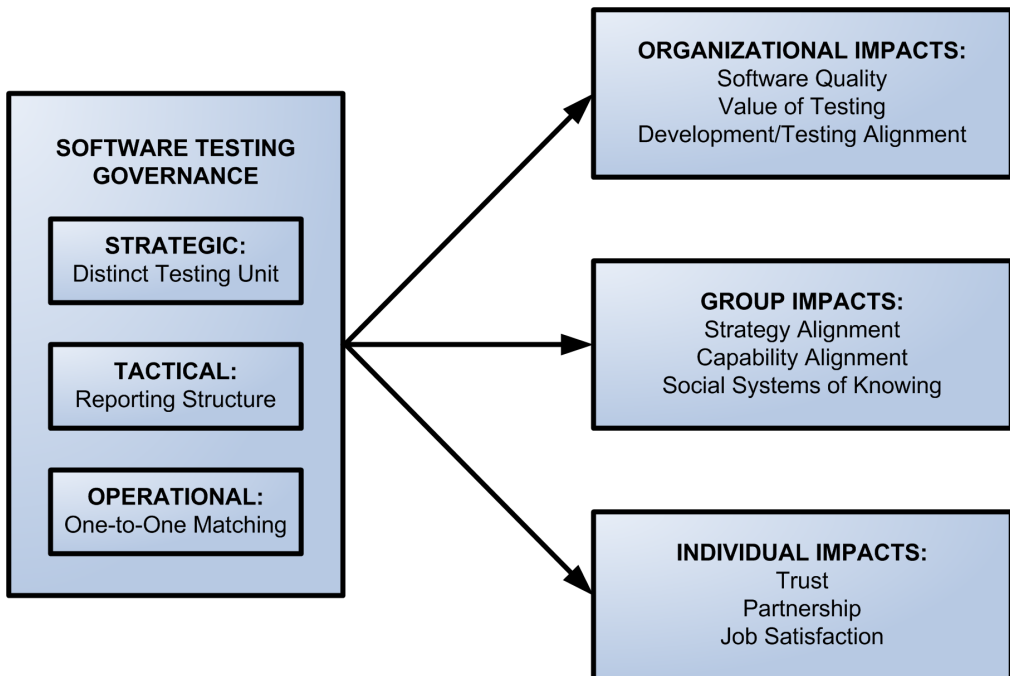 SOFTWARE TESTING
GOVERNANCE
STRATEGIC:
Distinct Testing Unit
TACTICAL:
Reporting Structure
OPERATIONAL:
One-to-One Matching
ORGANIZATIONAL IMPACTS:
Software Quality
Value of Testing
Development/Testing Alignment
GROUP IMPACTS:
Strategy Alignment
Capability Alignment
Social Systems of Knowing
INDIVIDUAL IMPACTS:
Trust
Partnership
Job Satisfaction